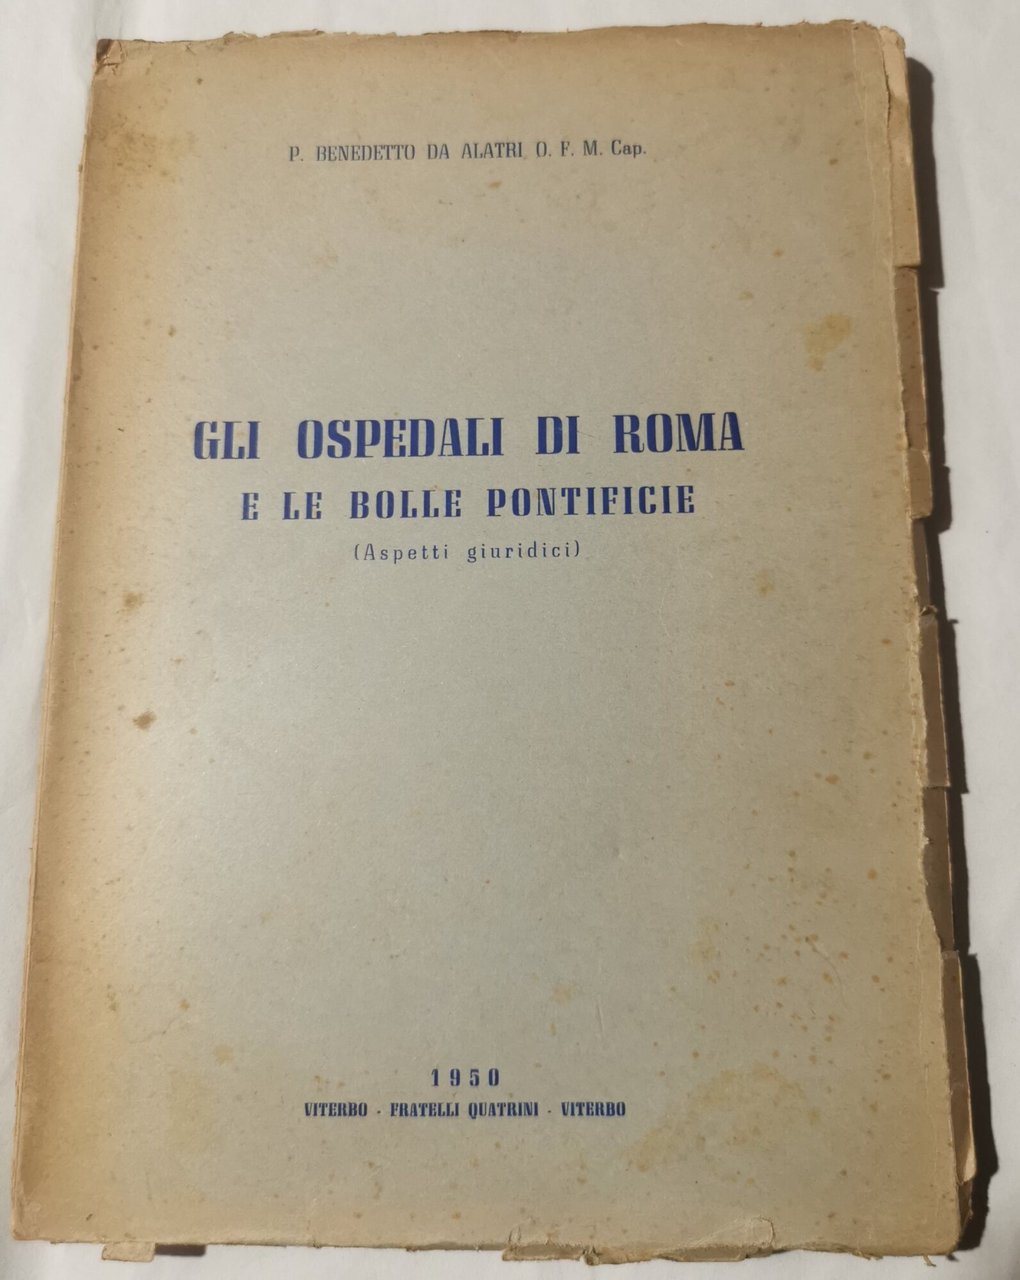 P. BENEDETTO DA ALATRI O. F. M. Cap.
GLI OSPEDALI DI ROMA
E LE BOLLE PONTIFICIE
(Aspetti giuridici)
1950
VITERBO - FRATELLI QUATRINI - VITERBO